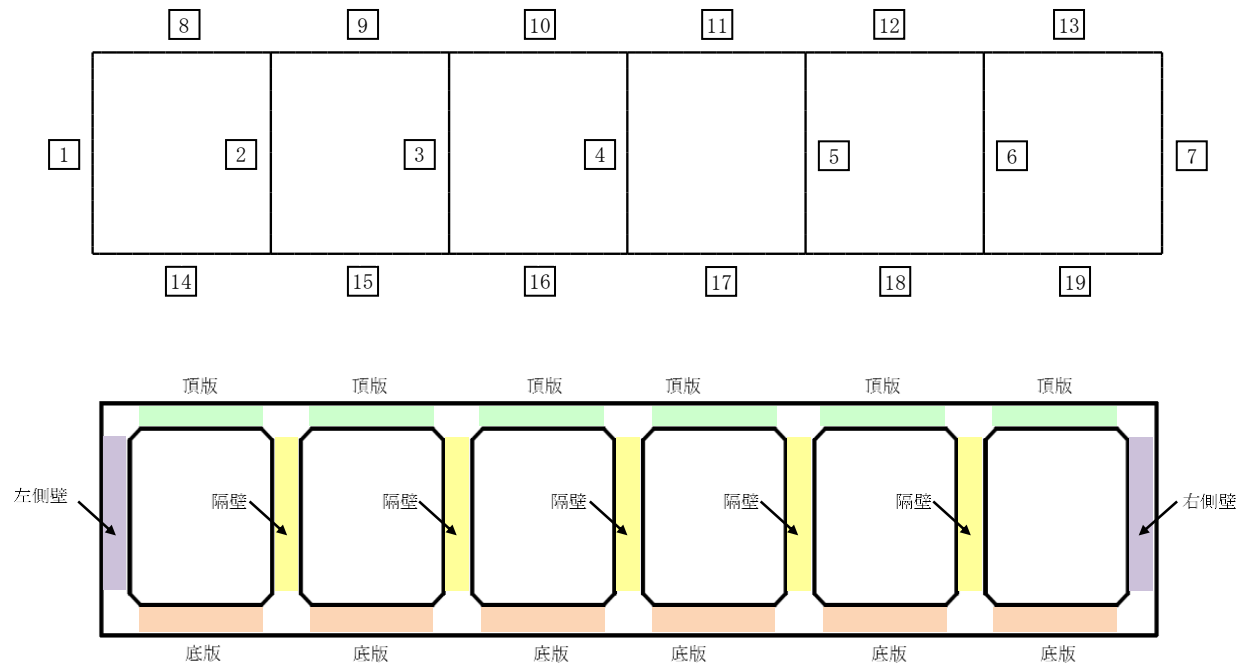 8 9 10 11 12 13
1 2 3 4 5 6 7
14 15 16 17 18 19
頂版 頂版 頂版 頂版 頂版 頂版
左側壁 隔壁 隔壁 隔壁 隔壁 隔壁 右側壁
底版 底版 底版 底版 底版 底版